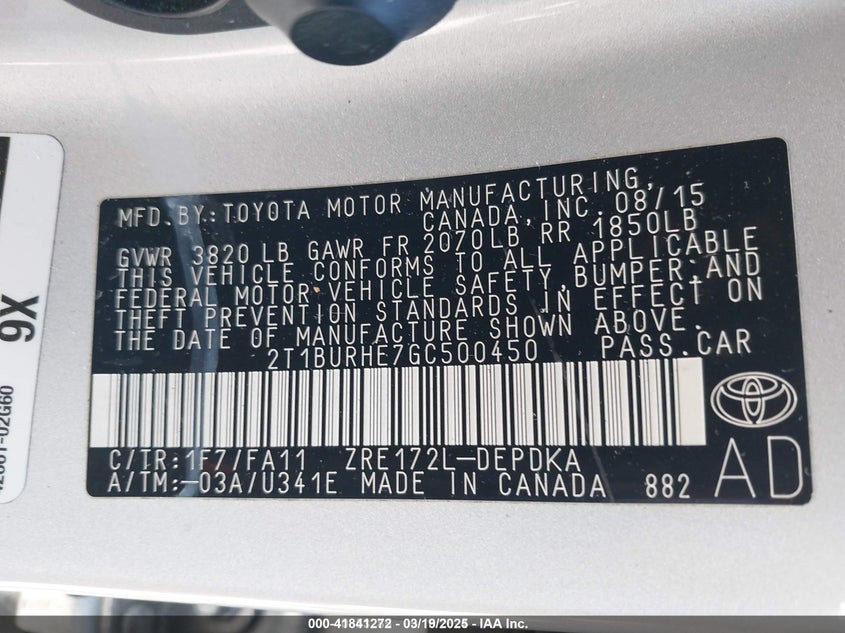 MFD.BY:TOYOTA MOTOR MANUFACTURING,
CANADA,INC. 08/15
GVWR 3820 LB GAWR FR 2070LB RR 1850LB
THIS VEHICLE CONFORMS TO ALL APPLICABLE
FEDERAL MOTOR VEHICLE SAFETY,BUMPER,AND
THEFT PREVENTION STANDARDS IN EFFECT ON
THE DATE OF MANUFACTURE SHOWN ABOVE.
2T1BURHE7GC500450 PASS.CAR
C/TR:1F7/FA11 ZRE172L-DEPDKA
A/TM:-03A/U341E MADE IN CANADA 882
AD
9X
000-41841272 — 03/19/2025 — IAA Inc.